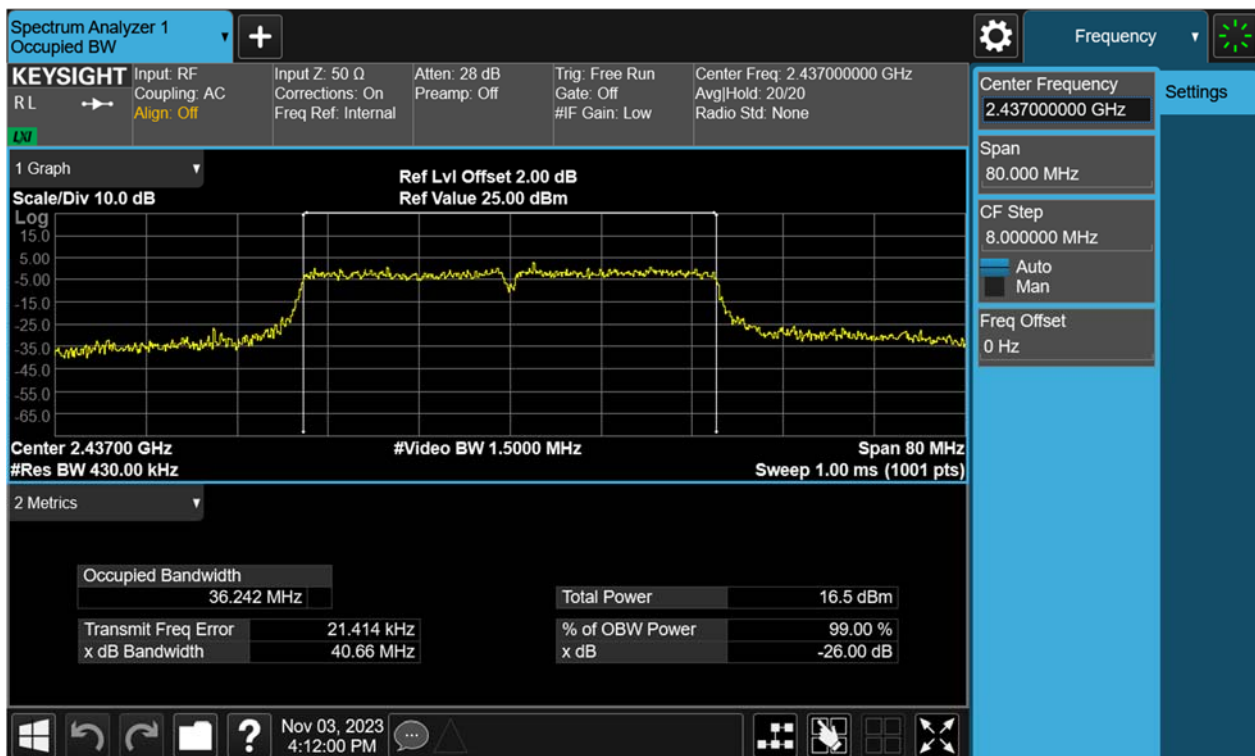 Spectrum Analyzer 1
Occupied BW
+
Frequency
KEYSIGHT
R L
LXI
Input: RF
Coupling: AC
Align: Off
Input Z: 50 Ω
Corrections: On
Freq Ref: Internal
Atten: 28 dB
Preamp: Off
Trig: Free Run
Gate: Off
#IF Gain: Low
Center Freq: 2.437000000 GHz
Avg|Hold: 20/20
Radio Std: None
Center Frequency
2.437000000 GHz
Settings
Span
80.000 MHz
CF Step
8.000000 MHz
Auto
Man
Freq Offset
0 Hz
1 Graph
Scale/Div 10.0 dB
Ref Lvl Offset 2.00 dB
Ref Value 25.00 dBm
Log
15.0
5.00
-5.00
-15.0
-25.0
-35.0
-45.0
-55.0
-65.0
Center 2.43700 GHz
#Video BW 1.5000 MHz
Span 80 MHz
#Res BW 430.00 kHz
Sweep 1.00 ms (1001 pts)
2 Metrics
Occupied Bandwidth
36.242 MHz
Total Power 16.5 dBm
Transmit Freq Error 21.414 kHz
% of OBW Power 99.00 %
x dB Bandwidth 40.66 MHz
x dB -26.00 dB
?
Nov 03, 2023
4:12:00 PM